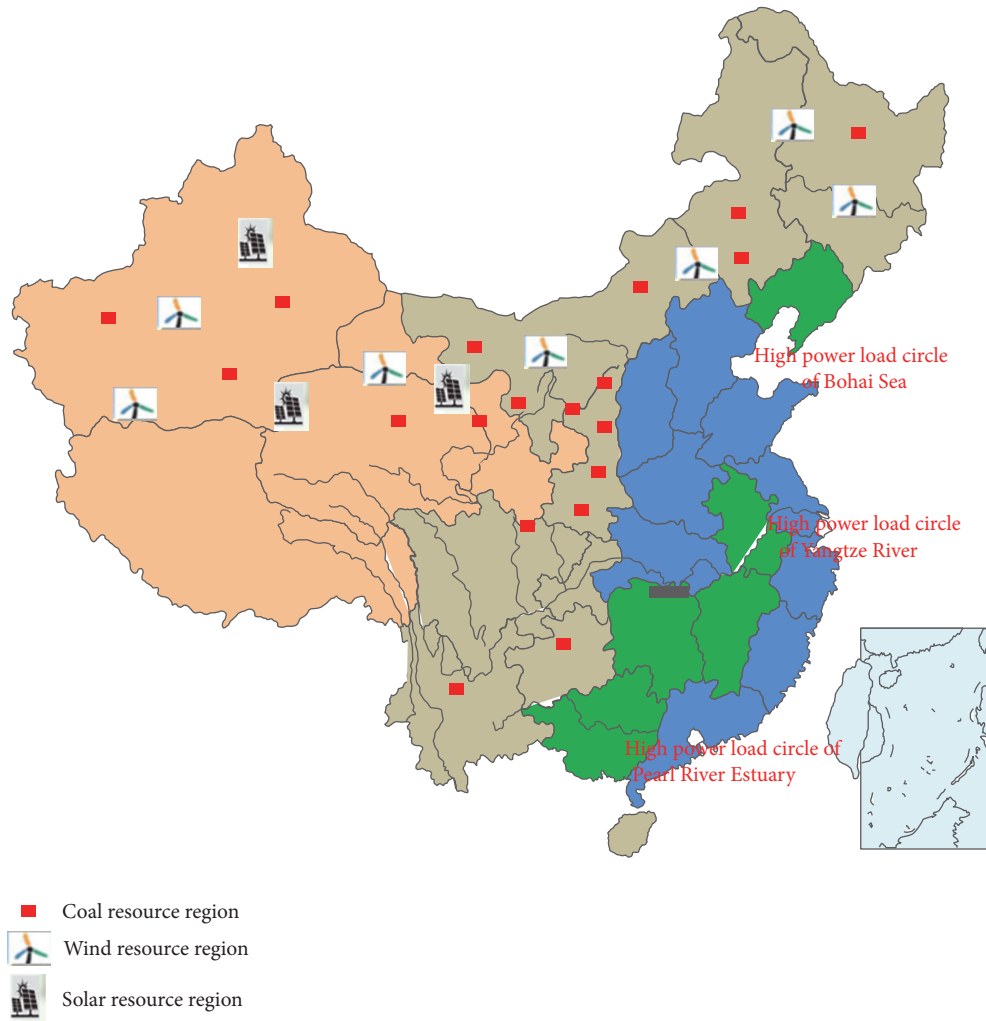 High power load circle
of Bohai Sea
High power load circle
of Yangtze River
High power load circle of
Pearl River Estuary
Coal resource region
Wind resource region
Solar resource region